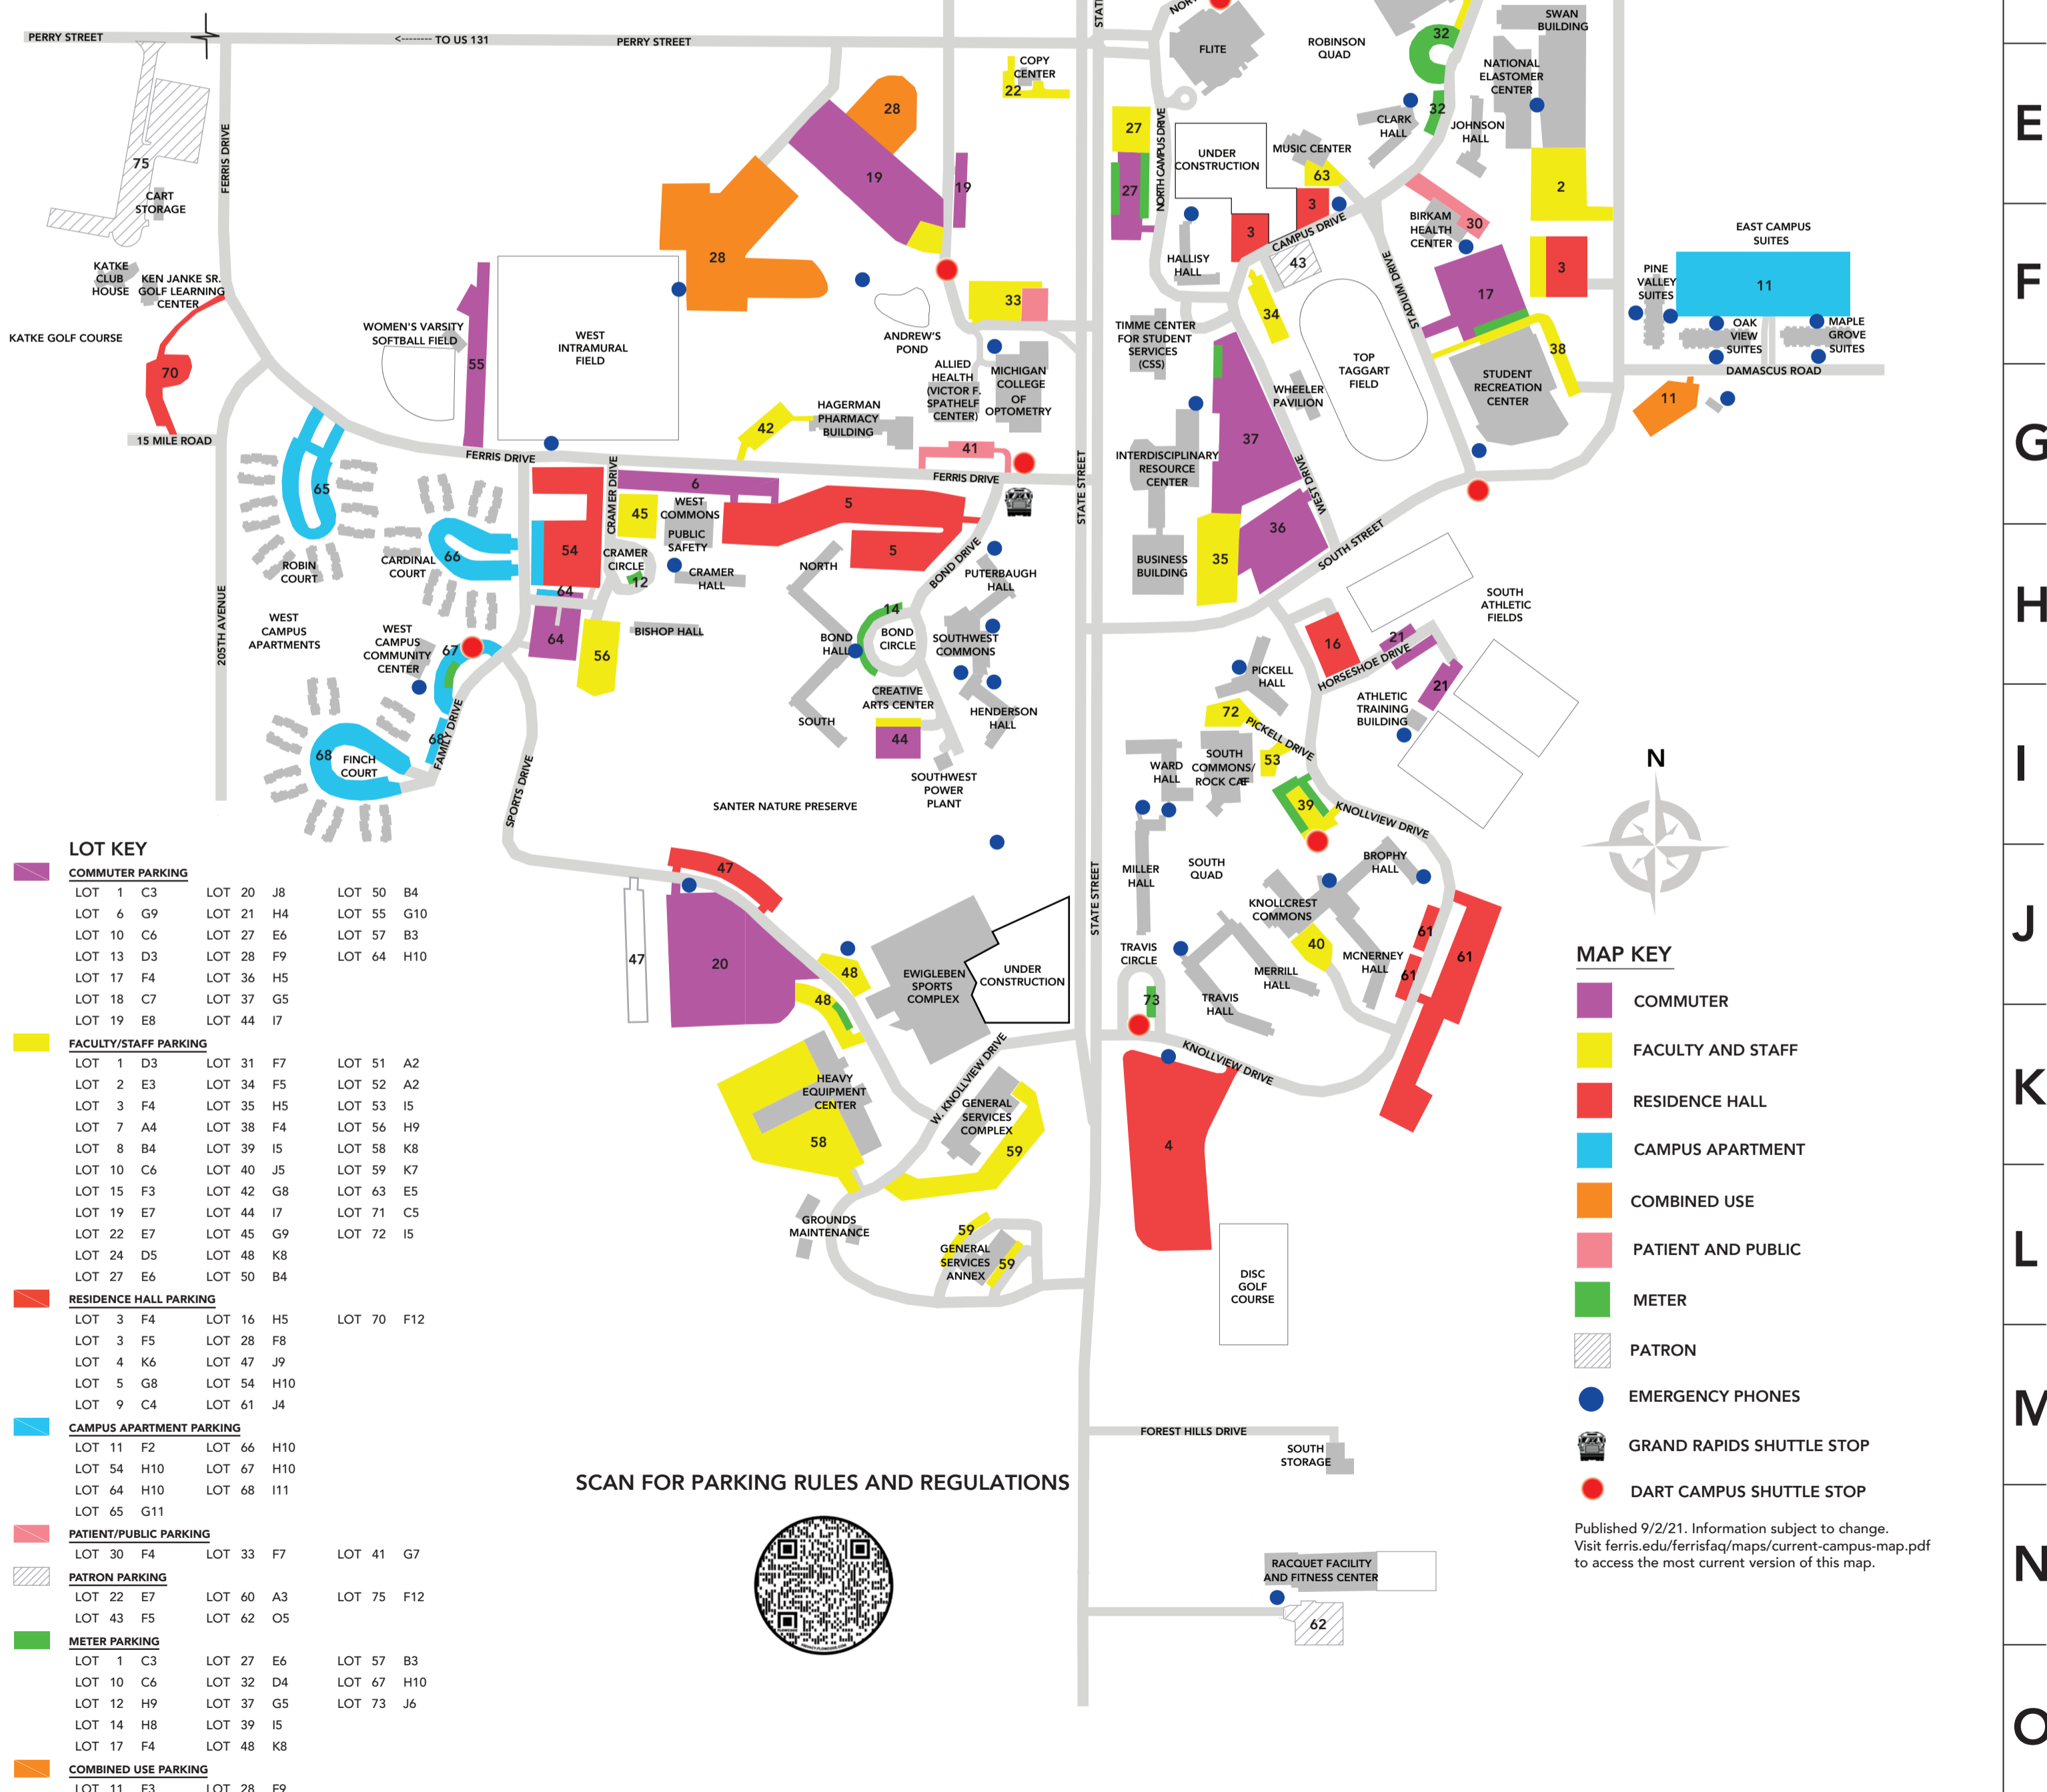 PERRY STREET
<-------- TO US 131
PERRY STREET
STATE
NOR
SWAN
BUILDING
FLITE
ROBINSON
QUAD
32
COPY
CENTER
22
NATIONAL
ELASTOMER
CENTER
E
75
CART
STORAGE
FERRIS DRIVE
28
19
19
27
27
NORTH CAMPUS DRIVE
UNDER
CONSTRUCTION
MUSIC CENTER
63
CLARK
HALL
32
JOHNSON
HALL
2
3
3
CAMPUS DRIVE
BIRKAM
HEALTH
CENTER
30
EAST CAMPUS
SUITES
KATKE
CLUB
HOUSE
KEN JANKE SR.
GOLF LEARNING
CENTER
KATKE GOLF COURSE
70
15 MILE ROAD
28
WOMEN'S VARSITY
SOFTBALL FIELD
55
WEST
INTRAMURAL
FIELD
ANDREW'S
POND
33
HALLISY
HALL
43
34
STADIUM DRIVE
17
3
PINE
VALLEY
SUITES
11
OAK
VIEW
SUITES
MAPLE
GROVE
SUITES
F
DAMASCUS ROAD
11
TIMME CENTER
FOR STUDENT
SERVICES
(CSS)
TOP
TAGGART
FIELD
38
STUDENT
RECREATION
CENTER
WHEELER
PAVILION
ALLIED
HEALTH
(VICTOR F.
SPATHELF
CENTER)
MICHIGAN
COLLEGE
OF
OPTOMETRY
HAGERMAN
PHARMACY
BUILDING
42
41
FERRIS DRIVE
FERRIS DRIVE
37
INTERDISCIPLINARY
RESOURCE
CENTER
WEST DRIVE
STATE STREET
G
65
CRAMER DRIVE
6
45
WEST
COMMONS
PUBLIC
SAFETY
5
5
36
35
BUSINESS
BUILDING
SOUTH STREET
ROBIN
COURT
CARDINAL
COURT
66
54
CRAMER
CIRCLE
12
CRAMER
HALL
NORTH
BOND DRIVE
PUTERBAUGH
HALL
205TH AVENUE
WEST
CAMPUS
APARTMENTS
WEST
CAMPUS
COMMUNITY
CENTER
67
64
64
56
BISHOP HALL
14
BOND
HALL
BOND
CIRCLE
SOUTHWEST
COMMONS
SOUTH
ATHLETIC
FIELDS
H
16
21
HORSESHOE DRIVE
21
PICKELL
HALL
ATHLETIC
TRAINING
BUILDING
CREATIVE
ARTS CENTER
44
HENDERSON
HALL
SOUTH
SOUTHWEST
POWER
PLANT
72
PICKELL DRIVE
53
68
68
FINCH
COURT
FAMILY DRIVE
SPORTS DRIVE
SANTER NATURE PRESERVE
WARD
HALL
SOUTH
COMMONS/
ROCK CAFE
39
KNOLLVIEW DRIVE
N
I
47
47
20
MILLER
HALL
SOUTH
QUAD
BROPHY
HALL
KNOLLCREST
COMMONS
40
MCNERNEY
HALL
61
61
61
STATE STREET
TRAVIS
CIRCLE
73
TRAVIS
HALL
MERRILL
HALL
J
48
48
EWIGLEBEN
SPORTS
COMPLEX
UNDER
CONSTRUCTION
KNOLLVIEW DRIVE
W. KNOLLVIEW DRIVE
HEAVY
EQUIPMENT
CENTER
58
GENERAL
SERVICES
COMPLEX
59
4
K
GROUNDS
MAINTENANCE
59
GENERAL
SERVICES
ANNEX
59
DISC
GOLF
COURSE
L
FOREST HILLS DRIVE
SOUTH
STORAGE
M
RACQUET FACILITY
AND FITNESS CENTER
62
N
O
LOT KEY
COMMUTER PARKING
LOT 1 C3 LOT 20 J8 LOT 50 B4
LOT 6 G9 LOT 21 H4 LOT 55 G10
LOT 10 C6 LOT 27 E6 LOT 57 B3
LOT 13 D3 LOT 28 F9 LOT 64 H10
LOT 17 F4 LOT 36 H5
LOT 18 C7 LOT 37 G5
LOT 19 E8 LOT 44 I7
FACULTY/STAFF PARKING
LOT 1 D3 LOT 31 F7 LOT 51 A2
LOT 2 E3 LOT 34 F5 LOT 52 A2
LOT 3 F4 LOT 35 H5 LOT 53 I5
LOT 7 A4 LOT 38 F4 LOT 56 H9
LOT 8 B4 LOT 39 I5 LOT 58 K8
LOT 10 C6 LOT 40 J5 LOT 59 K7
LOT 15 F3 LOT 42 G8 LOT 63 E5
LOT 19 E7 LOT 44 I7 LOT 71 C5
LOT 22 E7 LOT 45 G9 LOT 72 I5
LOT 24 D5 LOT 48 K8
LOT 27 E6 LOT 50 B4
RESIDENCE HALL PARKING
LOT 3 F4 LOT 16 H5 LOT 70 F12
LOT 3 F5 LOT 28 F8
LOT 4 K6 LOT 47 J9
LOT 5 G8 LOT 54 H10
LOT 9 C4 LOT 61 J4
CAMPUS APARTMENT PARKING
LOT 11 F2 LOT 66 H10
LOT 54 H10 LOT 67 H10
LOT 64 H10 LOT 68 I11
LOT 65 G11
PATIENT/PUBLIC PARKING
LOT 30 F4 LOT 33 F7 LOT 41 G7
PATRON PARKING
LOT 22 E7 LOT 60 A3 LOT 75 F12
LOT 43 F5 LOT 62 O5
METER PARKING
LOT 1 C3 LOT 27 E6 LOT 57 B3
LOT 10 C6 LOT 32 D4 LOT 67 H10
LOT 12 H9 LOT 37 G5 LOT 73 J6
LOT 14 H8 LOT 39 I5
LOT 17 F4 LOT 48 K8
COMBINED USE PARKING
LOT 11 F3 LOT 28 F9
SCAN FOR PARKING RULES AND REGULATIONS
MAP KEY
COMMUTER
FACULTY AND STAFF
RESIDENCE HALL
CAMPUS APARTMENT
COMBINED USE
PATIENT AND PUBLIC
METER
PATRON
EMERGENCY PHONES
GRAND RAPIDS SHUTTLE STOP
DART CAMPUS SHUTTLE STOP
Published 9/2/21. Information subject to change.
Visit ferris.edu/ferrisfaq/maps/current-campus-map.pdf
to access the most current version of this map.